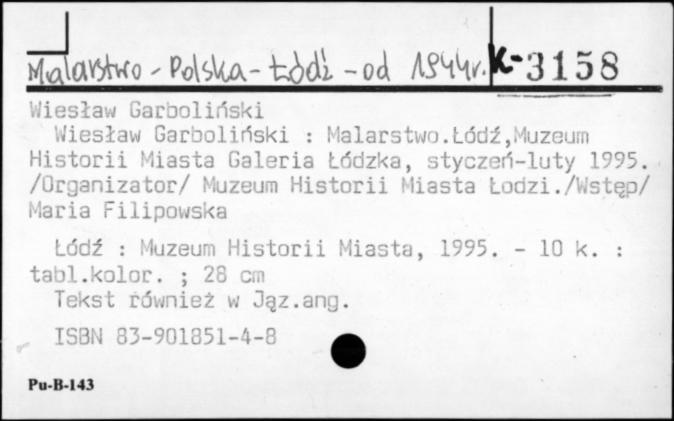 Malarstwo - Polska - Łódź - od 1944r. K-3158
Wiesław Garboliński
Wiesław Garboliński : Malarstwo.Łódź,Muzeum
Historii Miasta Galeria Łódzka, styczeń-luty 1995.
/Organizator/ Muzeum Historii Miasta Łodzi./Wstęp/
Maria Filipowska
Łódź : Muzeum Historii Miasta, 1995. - 10 k. :
tabl.kolor. ; 28 cm
Tekst również w Jęz.ang.
ISBN 83-901851-4-8
Pu-B-143